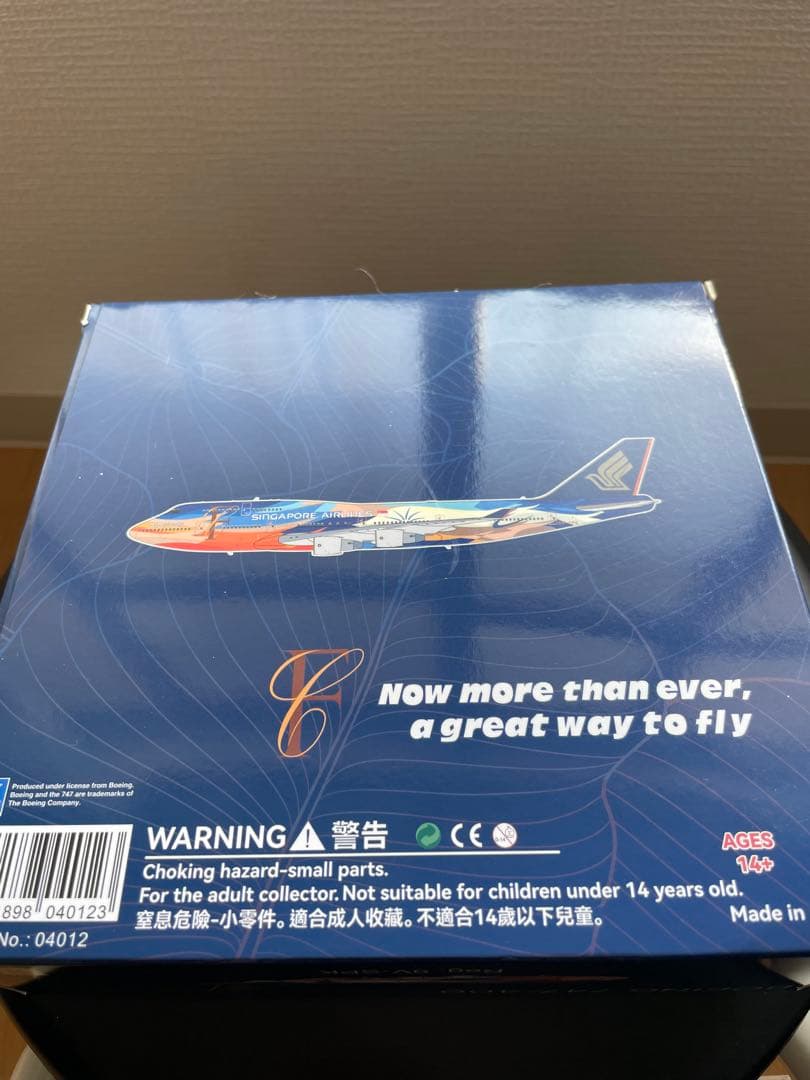 SINGAPORE AIRLINES
Now more than ever,
a great way to fly
Produced under license from Boeing.
Boeing and the 747 are trademarks of
The Boeing Company.
WARNING 警告 CE
Choking hazard-small parts.
For the adult collector. Not suitable for children under 14 years old.
窒息危險-小零件。適合成人收藏。不適合14歲以下兒童。
AGES
14+
Made in
898 040123
No.: 04012